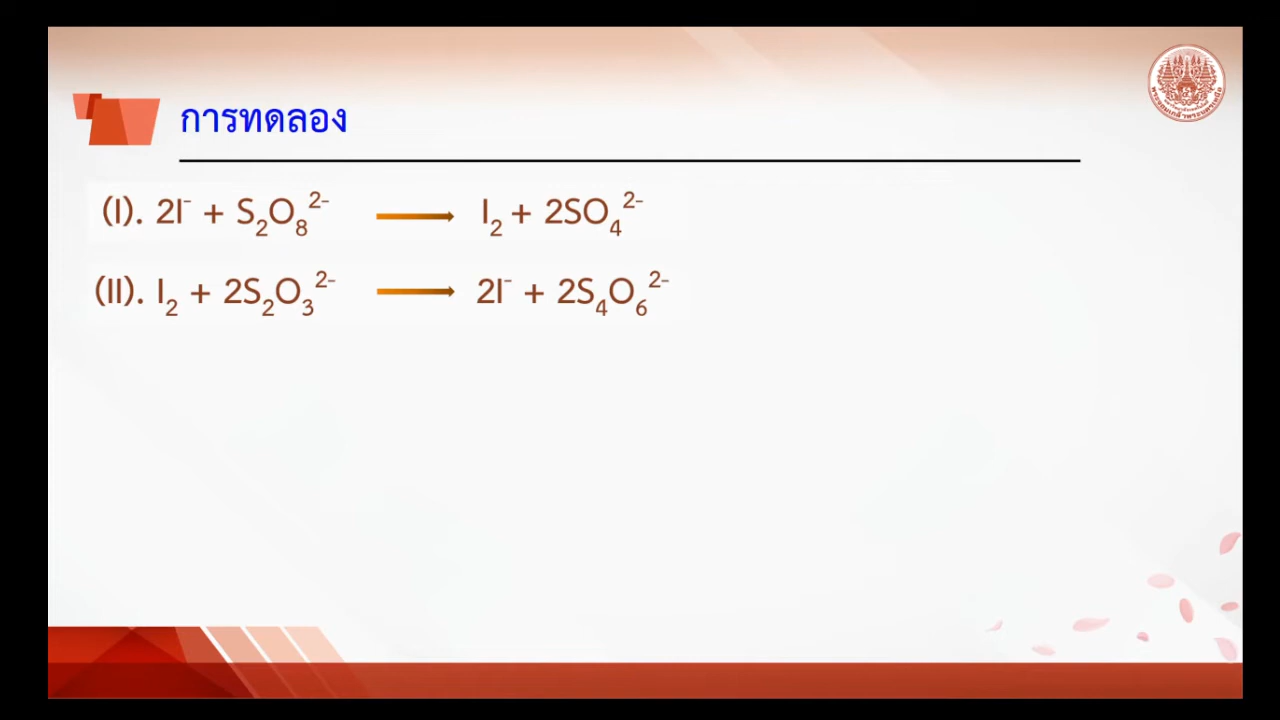 การทดลอง
(I). 2I⁻ + S₂O₈²⁻ → I₂ + 2SO₄²⁻
(II). I₂ + 2S₂O₃²⁻ → 2I⁻ + 2S₄O₆²⁻